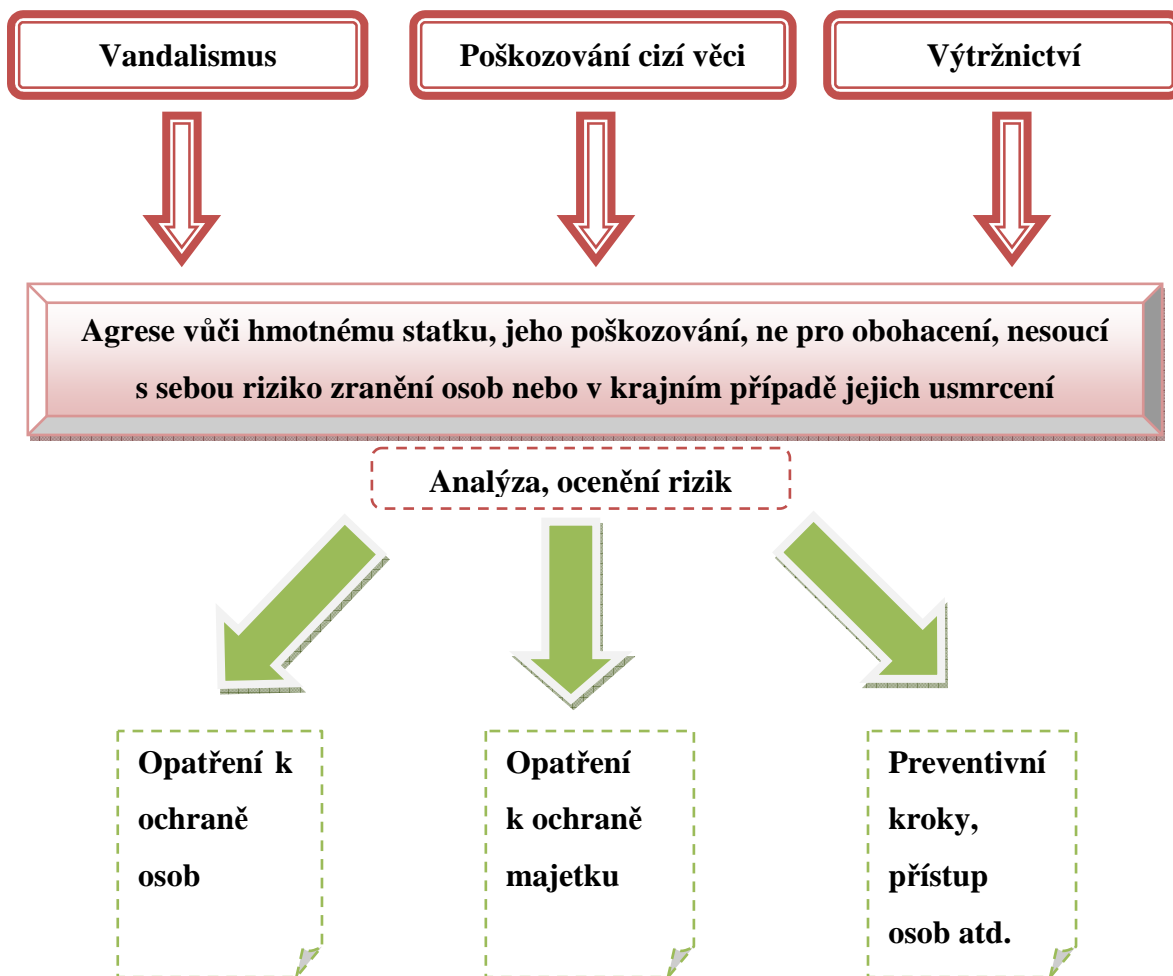 Vandalismus
Poškozování cizí věci
Výtržnictví
Agrese vůči hmotnému statku, jeho poškozování, ne pro obohacení, nesoucí
s sebou riziko zranění osob nebo v krajním případě jejich usmrcení
Analýza, ocenění rizik
Opatření k
ochraně
osob
Opatření
k ochraně
majetku
Preventivní
kroky,
přístup
osob atd.